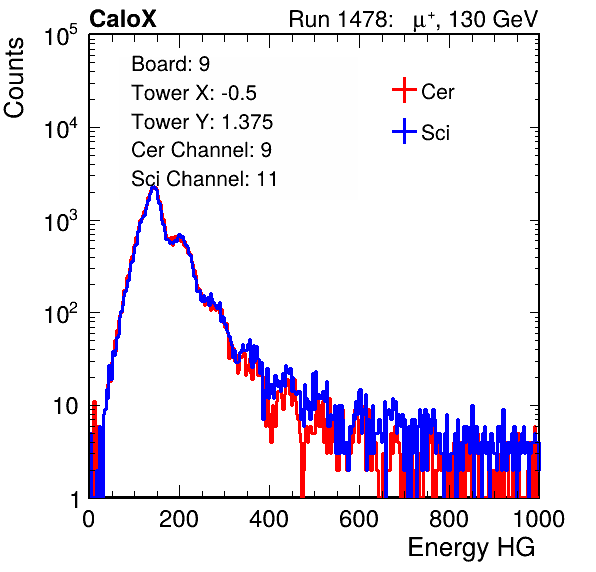 CaloX Run 1478: μ⁺, 130 GeV
Counts
10⁵
10⁴
10³
10²
10
1
Board: 9
Tower X: -0.5
Tower Y: 1.375
Cer Channel: 9
Sci Channel: 11
Cer
Sci
0 200 400 600 800 1000
Energy HG